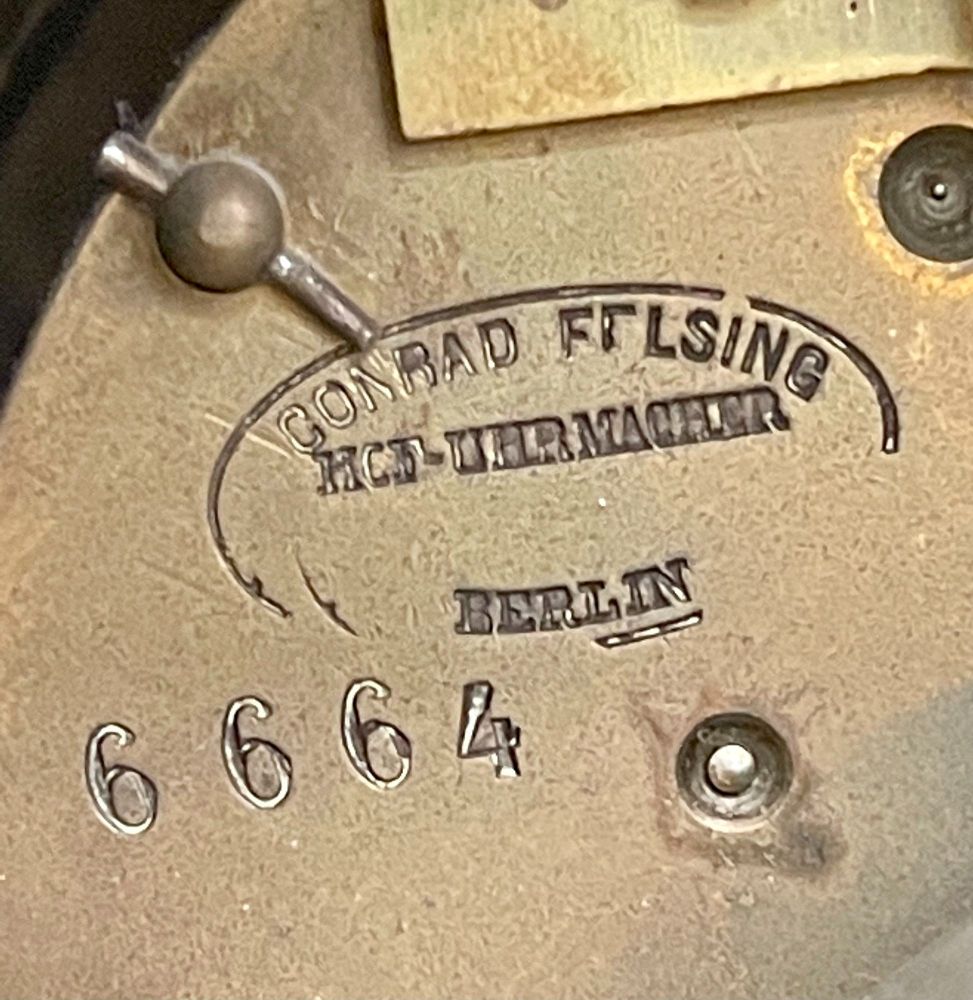 CONRAD FELSING
HOF-UHRMACHER
BERLIN
6664